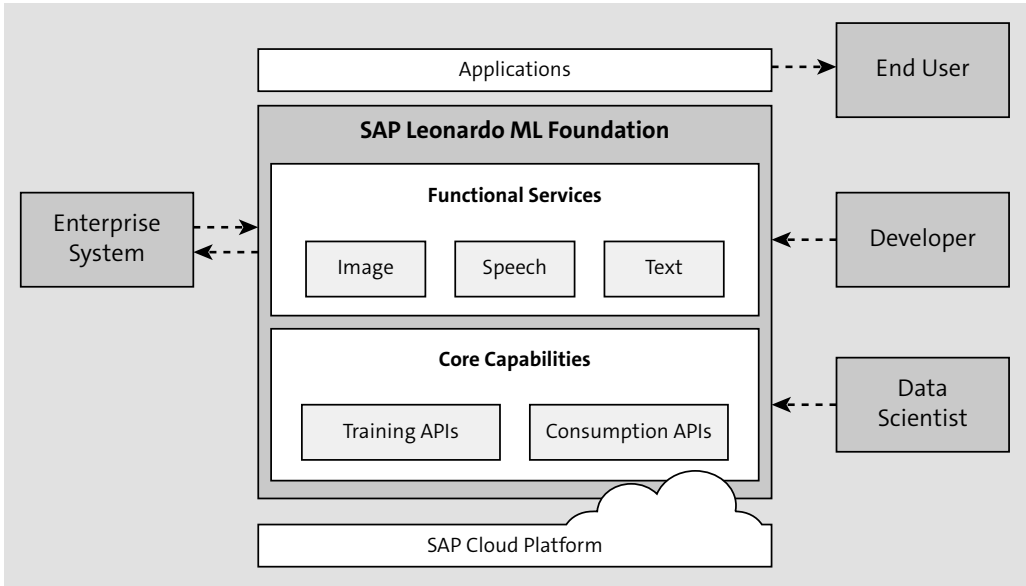 Applications
End User
SAP Leonardo ML Foundation
Functional Services
Enterprise
System
Developer
Image
Speech
Text
Core Capabilities
Data
Scientist
Training APIs
Consumption APIs
SAP Cloud Platform